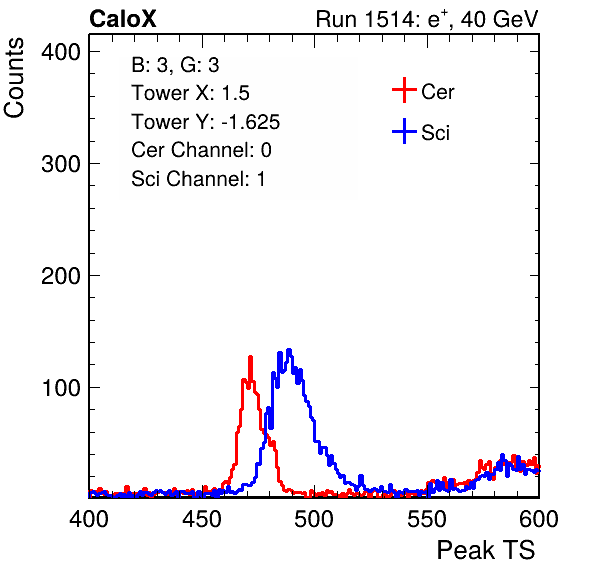 CaloX Run 1514: e+, 40 GeV
Counts
400
300
200
100
B: 3, G: 3
Tower X: 1.5
Tower Y: -1.625
Cer Channel: 0
Sci Channel: 1
Cer
Sci
400 450 500 550 600
Peak TS